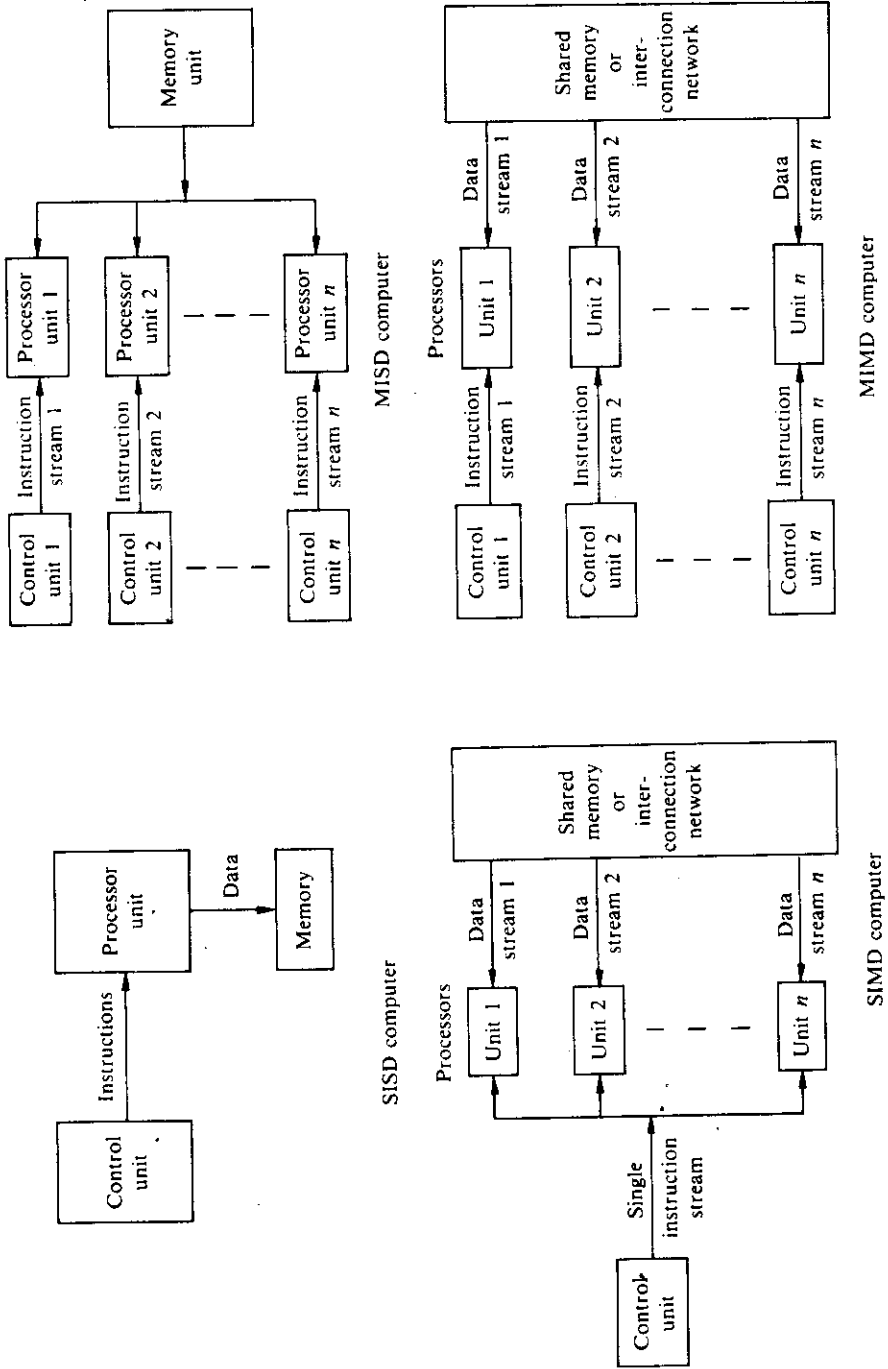 Control
unit
Instructions
Processor
unit
Data
Memory
SISD computer
Control
unit 1
Instruction
stream 1
Processor
unit 1
Control
unit 2
Instruction
stream 2
Processor
unit 2
Control
unit n
Instruction
stream n
Processor
unit n
Memory
unit
MISD computer
Control
unit
Single
instruction
stream
Processors
Unit 1
Data
stream 1
Unit 2
Data
stream 2
Unit n
Data
stream n
Shared
memory
or
inter-
connection
network
SIMD computer
Control
unit 1
Instruction
stream 1
Processors
Unit 1
Data
stream 1
Control
unit 2
Instruction
stream 2
Unit 2
Data
stream 2
Control
unit n
Instruction
stream n
Unit n
Data
stream n
Shared
memory
or
inter-
connection
network
MIMD computer